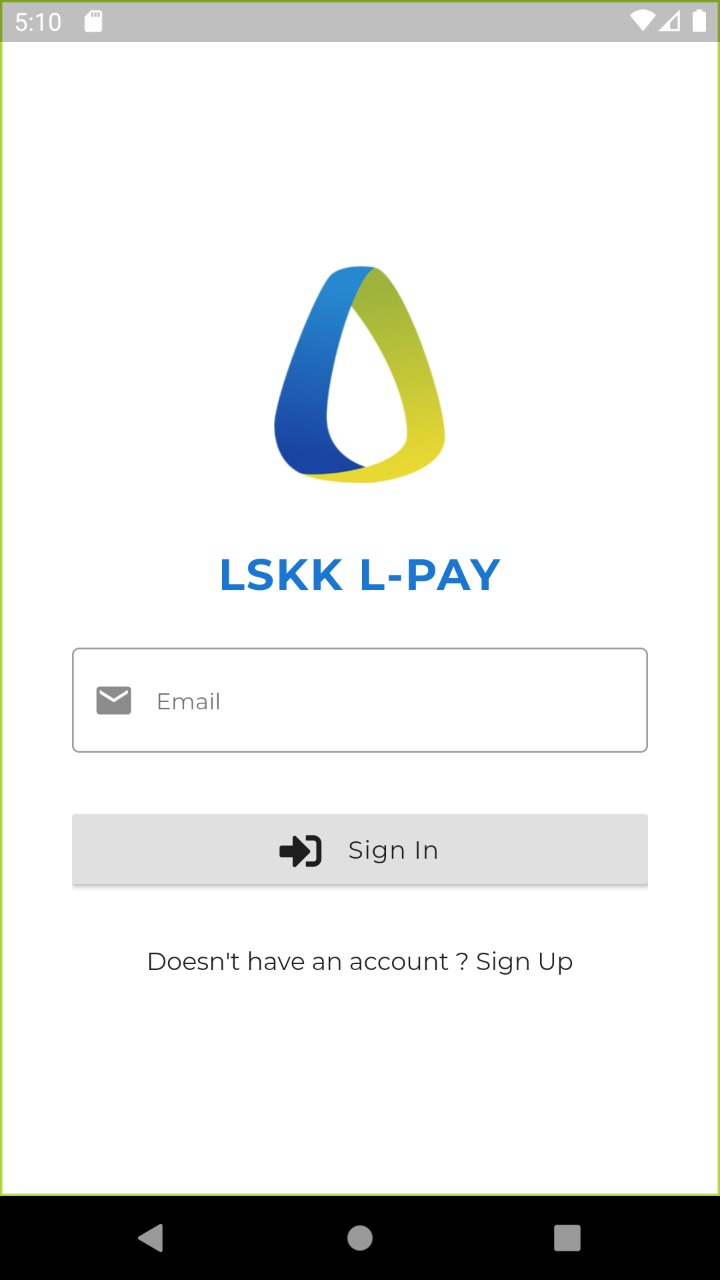 5:10
LSKK L-PAY
Email
Sign In
Doesn't have an account ? Sign Up